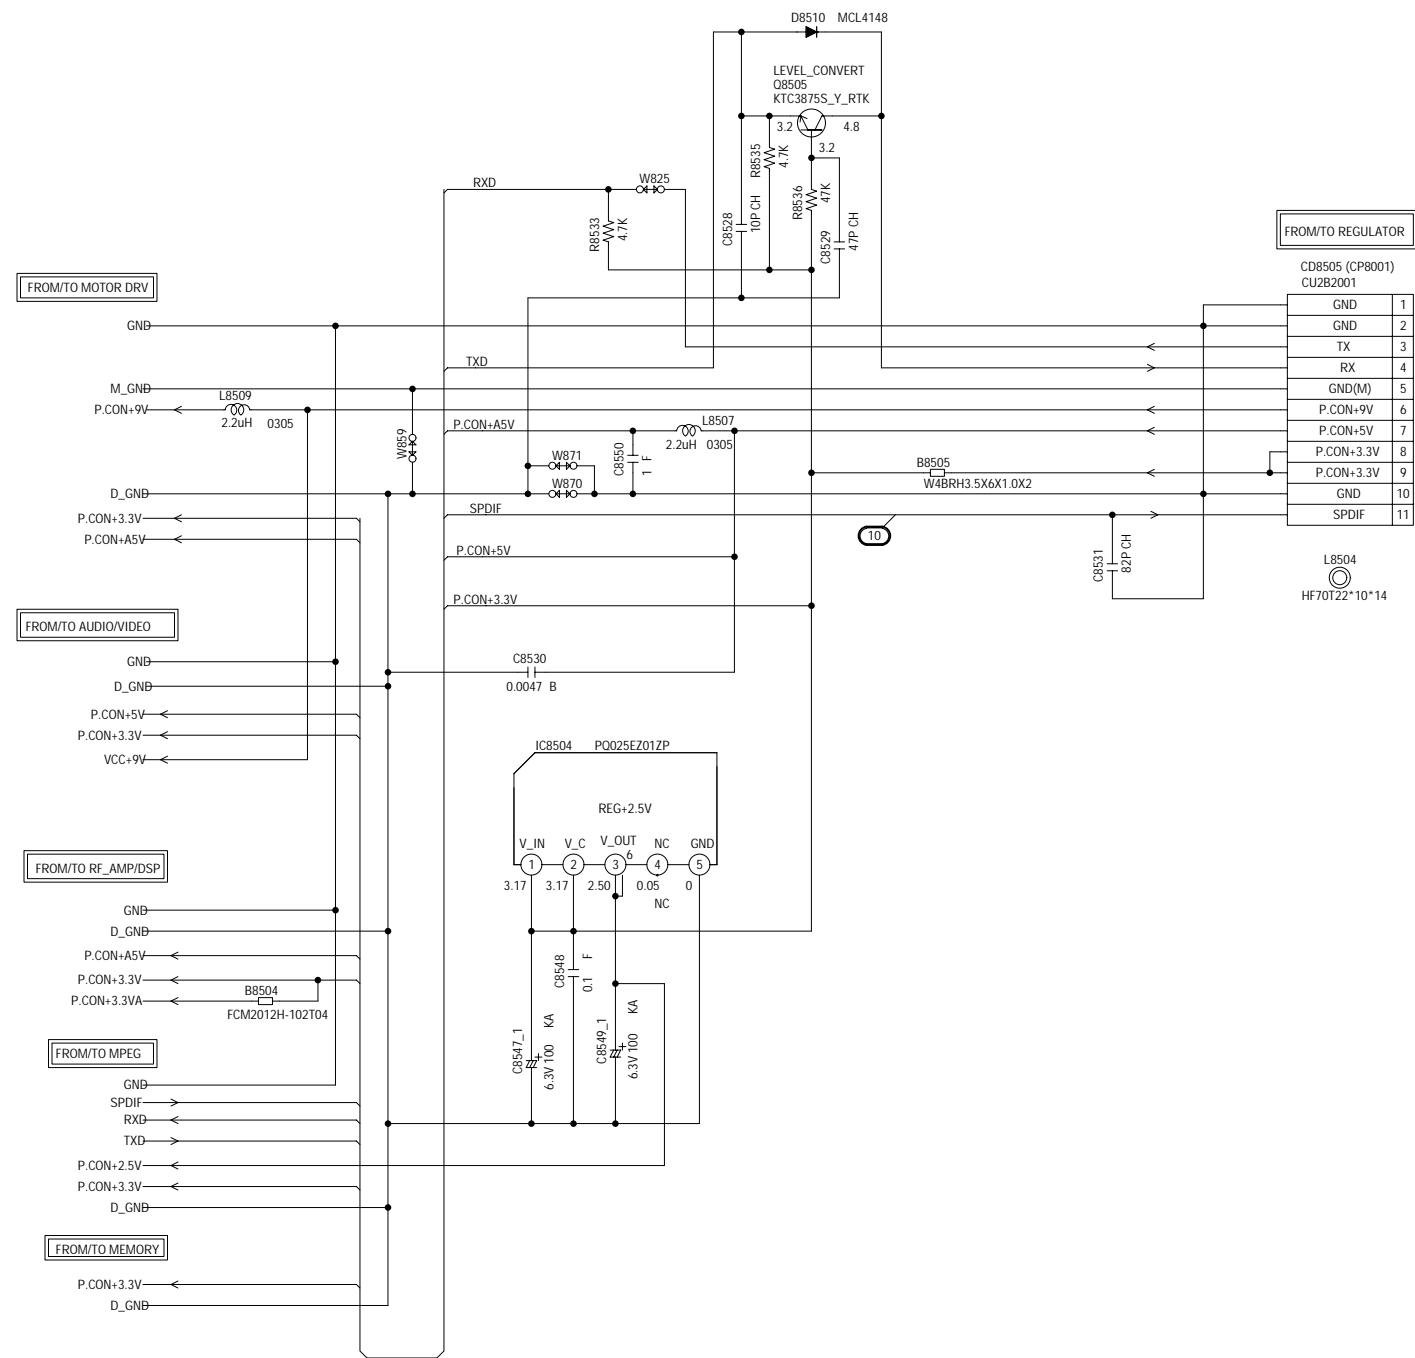 D8510 MCL4148
LEVEL_CONVERT
Q8505
KTC3875S_Y_RTK
3.2 4.8
3.2
R8535
4.7K
R8536
47K
C8528
10P CH
C8529
47P CH
RXD
W825
R8533
4.7K
FROM/TO REGULATOR
CD8505 (CP8001)
CU2B2001
GND 1
GND 2
TX 3
RX 4
GND(M) 5
P.CON+9V 6
P.CON+5V 7
P.CON+3.3V 8
P.CON+3.3V 9
GND 10
SPDIF 11
L8504
HF70T22*10*14
FROM/TO MOTOR DRV
GND
M_GND
P.CON+9V
L8509
2.2uH 0305
D_GND
P.CON+3.3V
P.CON+A5V
TXD
P.CON+A5V
L8507
2.2uH 0305
W859
W871
W870
C8550
1 F
B8505
W4BRH3.5X6X1.0X2
SPDIF
10
C8531
82P CH
P.CON+5V
P.CON+3.3V
FROM/TO AUDIO/VIDEO
GND
D_GND
P.CON+5V
P.CON+3.3V
VCC+9V
C8530
0.0047 B
IC8504 PQ025EZ01ZP
REG+2.5V
V_IN V_C V_OUT NC GND
6
1 2 3 4 5
3.17 3.17 2.50 0.05 0
NC
C8548
0.1 F
C8547_1
+
6.3V 100 KA
C8549_1
+
6.3V 100 KA
FROM/TO RF_AMP/DSP
GND
D_GND
P.CON+A5V
P.CON+3.3V
P.CON+3.3VA
B8504
FCM2012H-102T04
FROM/TO MPEG
GND
SPDIF
RXD
TXD
P.CON+2.5V
P.CON+3.3V
D_GND
FROM/TO MEMORY
P.CON+3.3V
D_GND